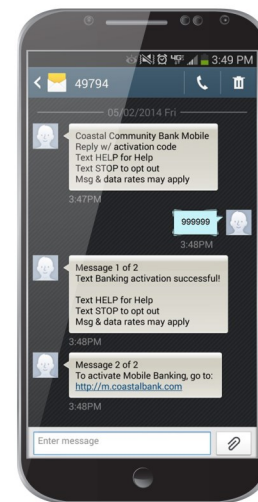 3:49 PM
49794
05/02/2014 Fri
Coastal Community Bank Mobile
Reply w/ activation code
Text HELP for Help
Text STOP to opt out
Msg & data rates may apply
3:47PM
999999
3:48PM
Message 1 of 2
Text Banking activation successful!
Text HELP for Help
Text STOP to opt out
Msg & data rates may apply
3:48PM
Message 2 of 2
To activate Mobile Banking, go to:
http://m.coastalbank.com
3:48PM
Enter message